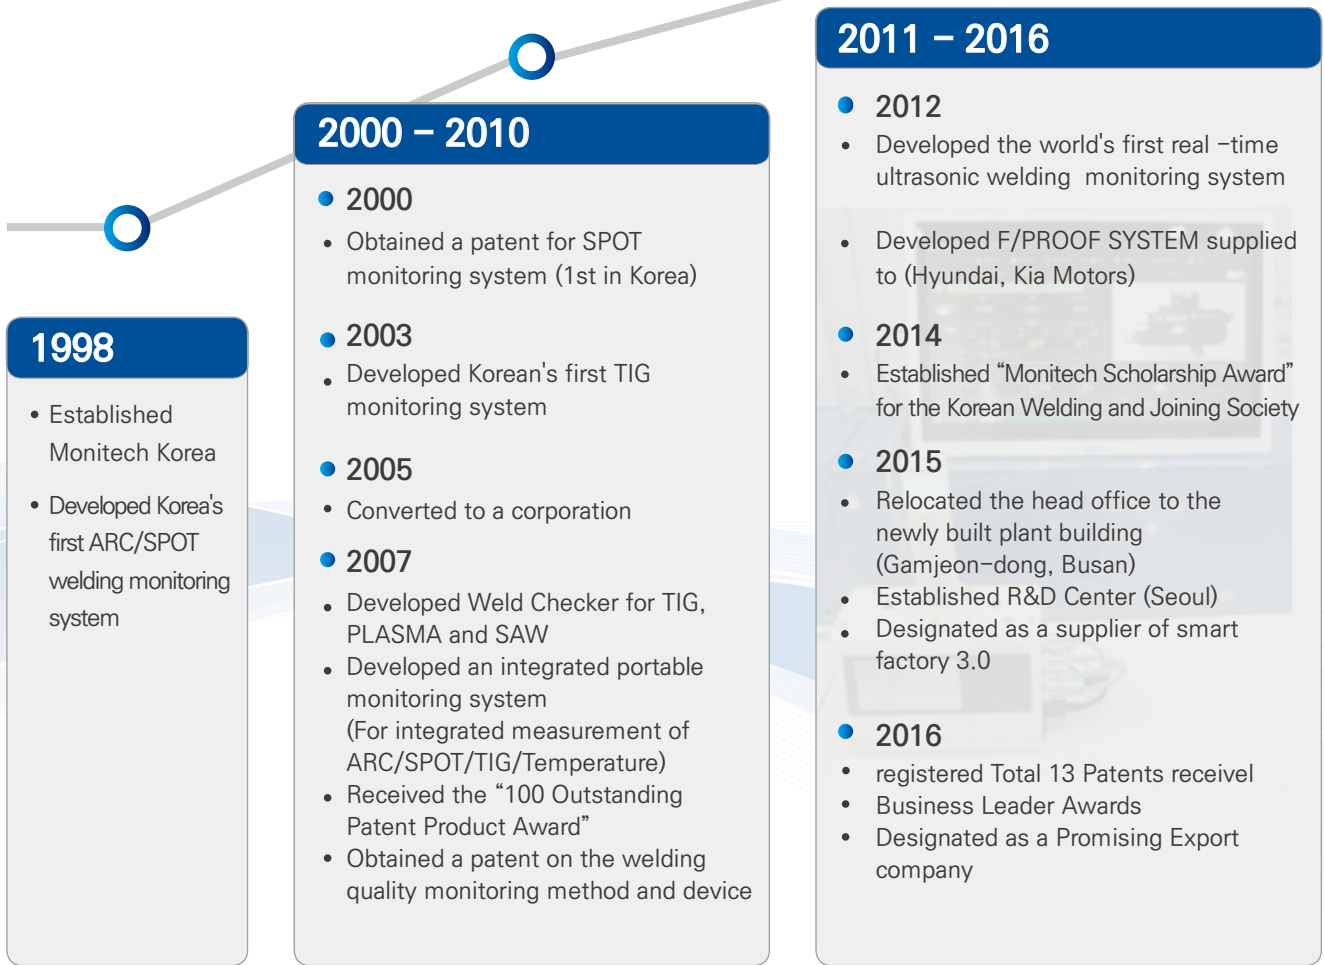 1998
• Established
Monitech Korea
• Developed Korea's
first ARC/SPOT
welding monitoring
system
2000 – 2010
2000
• Obtained a patent for SPOT
monitoring system (1st in Korea)
2003
• Developed Korean's first TIG
monitoring system
2005
• Converted to a corporation
2007
• Developed Weld Checker for TIG,
PLASMA and SAW
• Developed an integrated portable
monitoring system
(For integrated measurement of
ARC/SPOT/TIG/Temperature)
• Received the “100 Outstanding
Patent Product Award”
• Obtained a patent on the welding
quality monitoring method and device
2011 – 2016
2012
• Developed the world's first real –time
ultrasonic welding monitoring system
• Developed F/PROOF SYSTEM supplied
to (Hyundai, Kia Motors)
2014
• Established “Monitech Scholarship Award”
for the Korean Welding and Joining Society
2015
• Relocated the head office to the
newly built plant building
(Gamjeon–dong, Busan)
• Established R&D Center (Seoul)
• Designated as a supplier of smart
factory 3.0
2016
• registered Total 13 Patents receivel
• Business Leader Awards
• Designated as a Promising Export
company